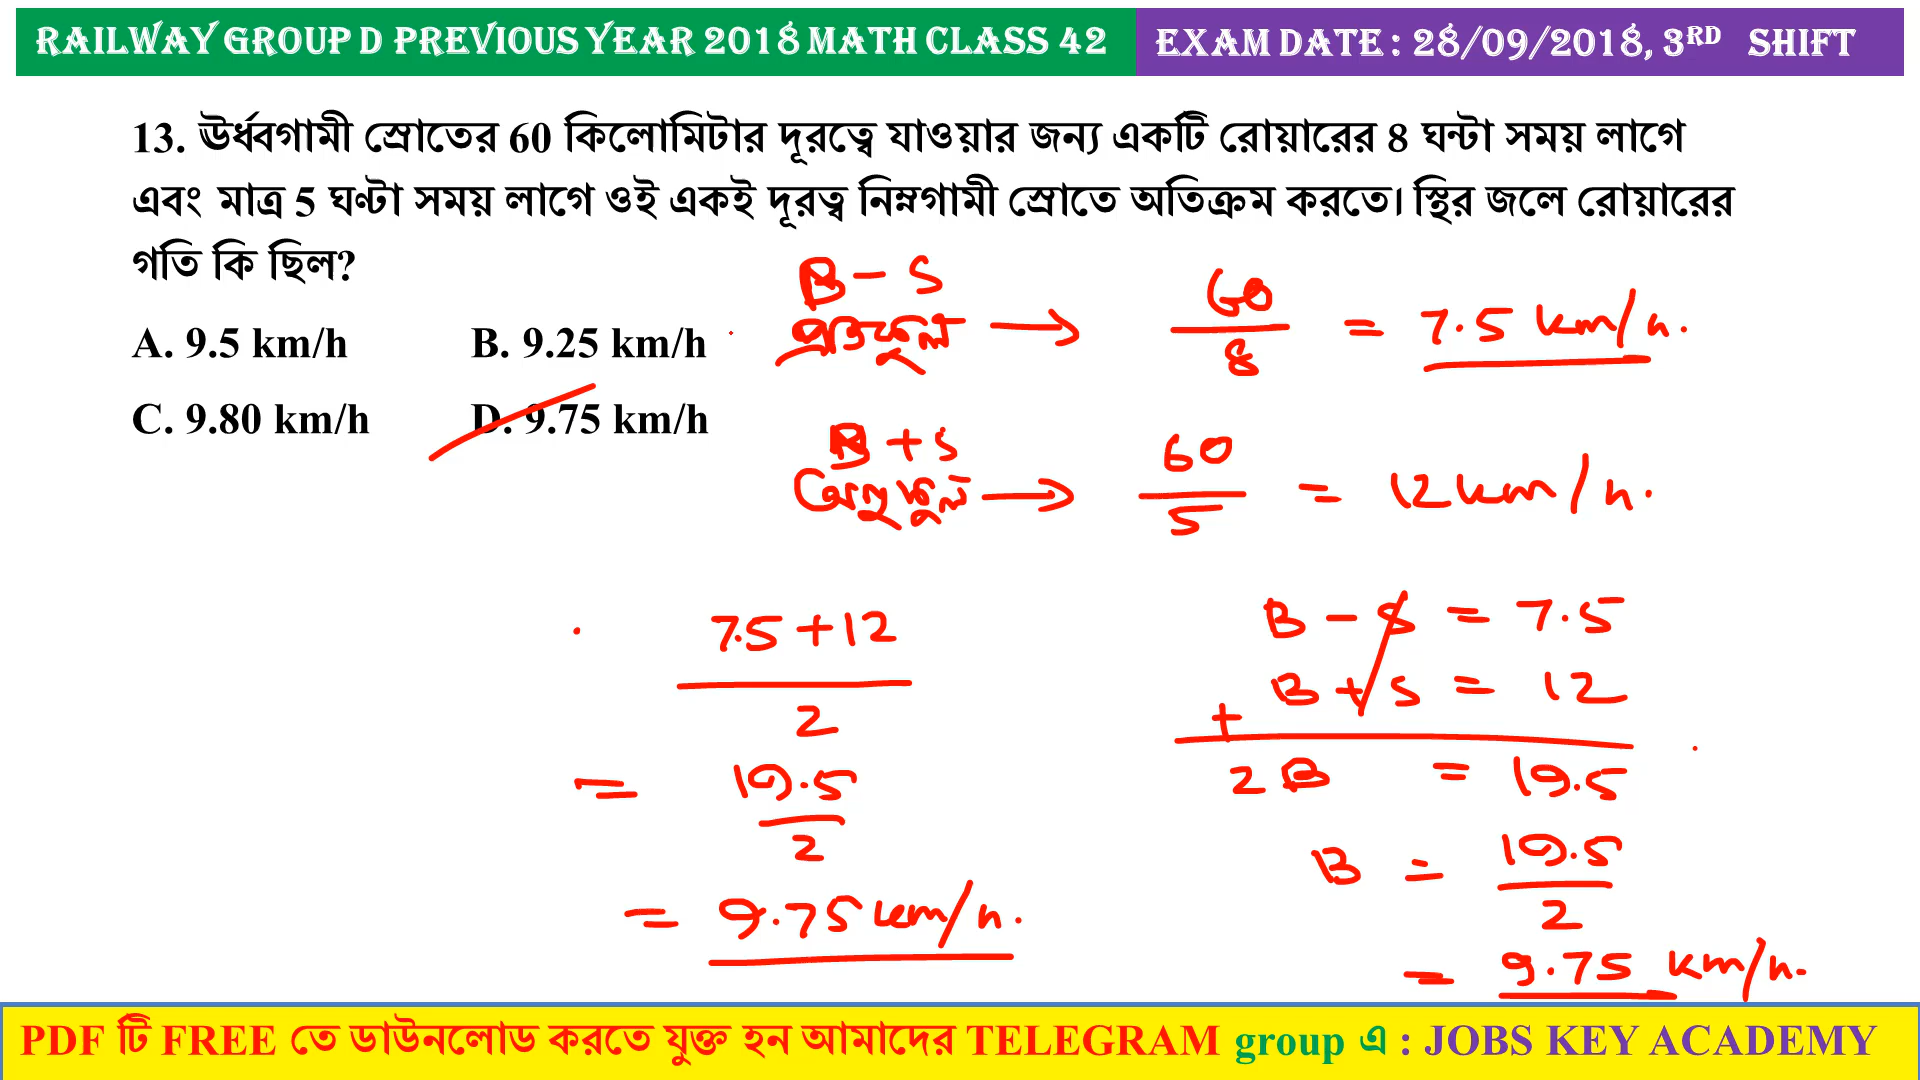 RAILWAY GROUP D PREVIOUS YEAR 2018 MATH CLASS 42
EXAM DATE : 28/09/2018, 3RD SHIFT
13. ঊর্ধ্বগামী স্রোতের 60 কিলোমিটার দূরত্বে যাওয়ার জন্য একটি রোয়ারের 8 ঘন্টা সময় লাগে
এবং মাত্র 5 ঘণ্টা সময় লাগে ওই একই দূরত্ব নিম্নগামী স্রোতে অতিক্রম করতে। স্থির জলে রোয়ারের
গতি কি ছিল?
A. 9.5 km/h B. 9.25 km/h
C. 9.80 km/h D. 9.75 km/h
B - S
প্রতিকূল → 60/8 = 7.5 km/h.
B + S
অনুকূল → 60/5 = 12 km/h.
7.5 + 12
2
= 19.5/2
= 9.75 km/h.
B - S = 7.5
+ B + S = 12
2B = 19.5
B = 19.5/2
= 9.75 km/h.
PDF টি FREE তে ডাউনলোড করতে যুক্ত হন আমাদের TELEGRAM group এ : JOBS KEY ACADEMY